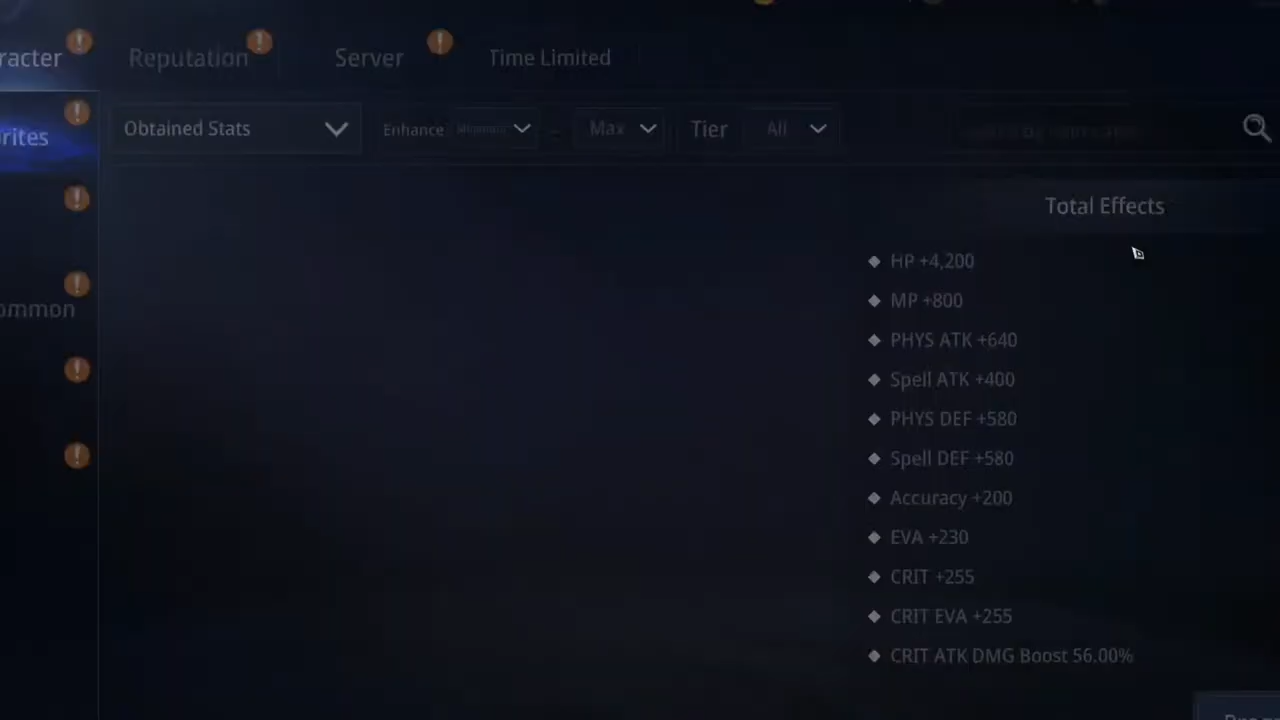 racter Reputation Server Time Limited
rites
Obtained Stats Enhance Minimum - Max Tier All
Total Effects
HP +4,200
MP +800
PHYS ATK +640
ommon
Spell ATK +400
PHYS DEF +580
Spell DEF +580
Accuracy +200
EVA +230
CRIT +255
CRIT EVA +255
CRIT ATK DMG Boost 56.00%